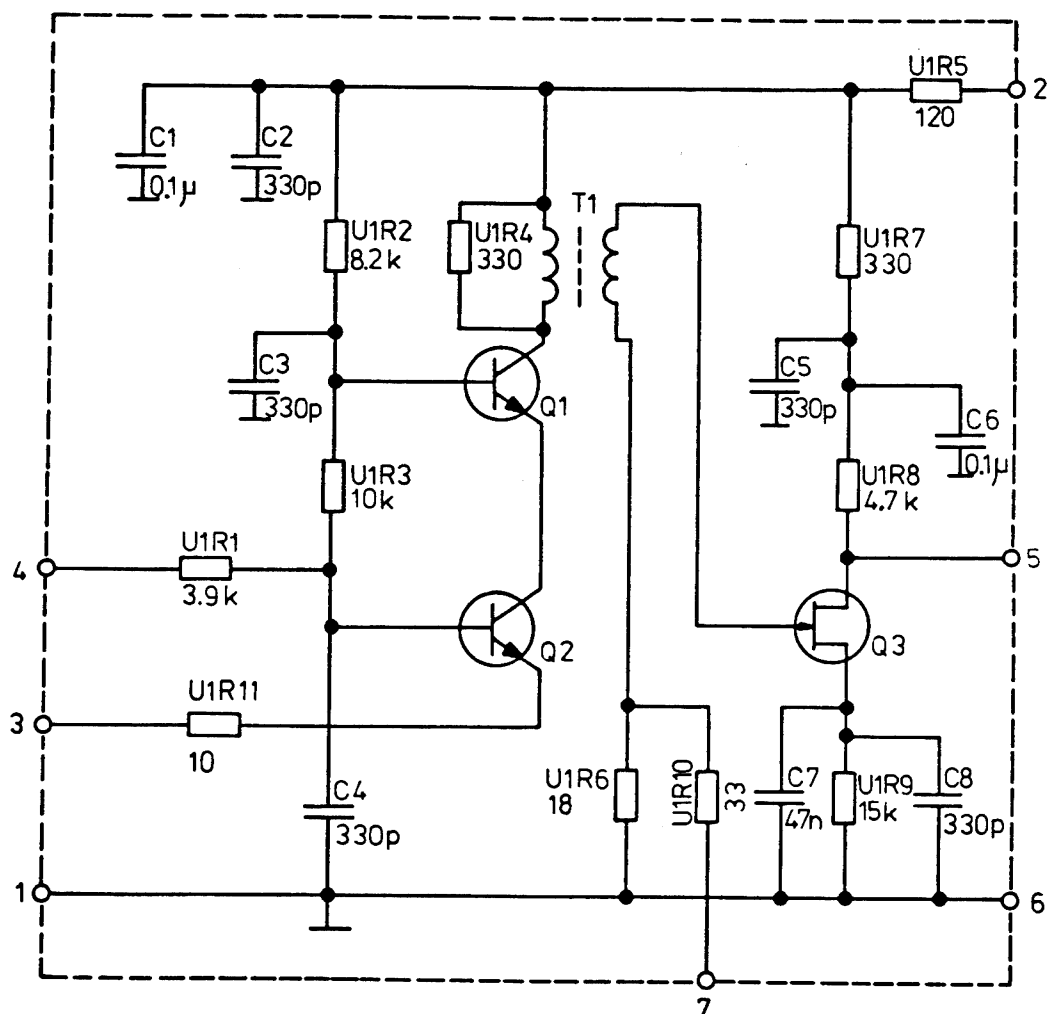 U1R5
2
120
C1
0.1µ
C2
330p
U1R2
8.2k
U1R4
330
T1
U1R7
330
C3
330p
Q1
C5
330p
C6
0.1µ
U1R3
10k
U1R8
4.7k
4
U1R1
3.9k
5
Q2
Q3
3
U1R11
10
C4
330p
U1R6
18
U1R10
33
C7
47n
U1R9
15k
C8
330p
1
6
7